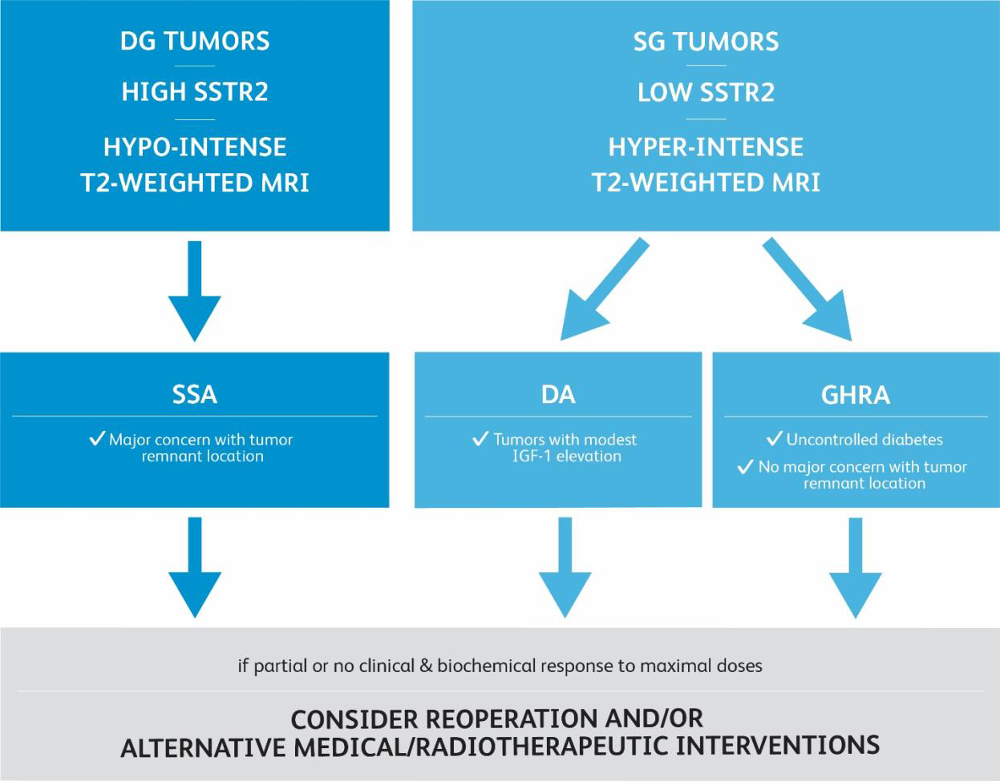 DG TUMORS
HIGH SSTR2
HYPO-INTENSE
T2-WEIGHTED MRI
SG TUMORS
LOW SSTR2
HYPER-INTENSE
T2-WEIGHTED MRI
SSA
✓ Major concern with tumor
remnant location
DA
✓ Tumors with modest
IGF-1 elevation
GHRA
✓ Uncontrolled diabetes
✓ No major concern with tumor
remnant location
if partial or no clinical & biochemical response to maximal doses
CONSIDER REOPERATION AND/OR
ALTERNATIVE MEDICAL/RADIOTHERAPEUTIC INTERVENTIONS